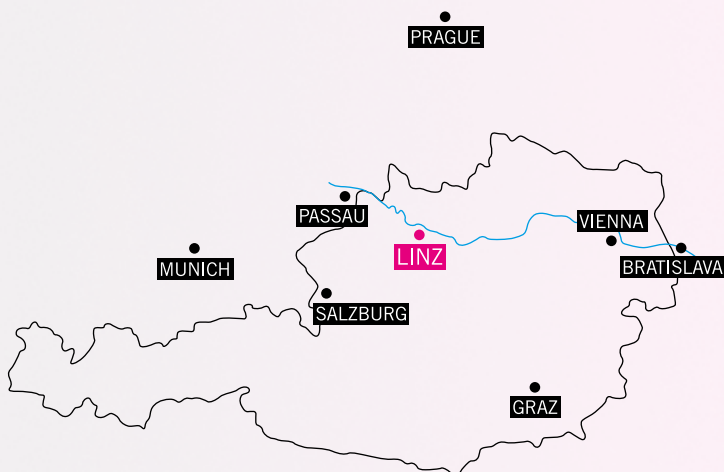 PRAGUE
PASSAU
VIENNA
LINZ
MUNICH
BRATISLAVA
SALZBURG
GRAZ